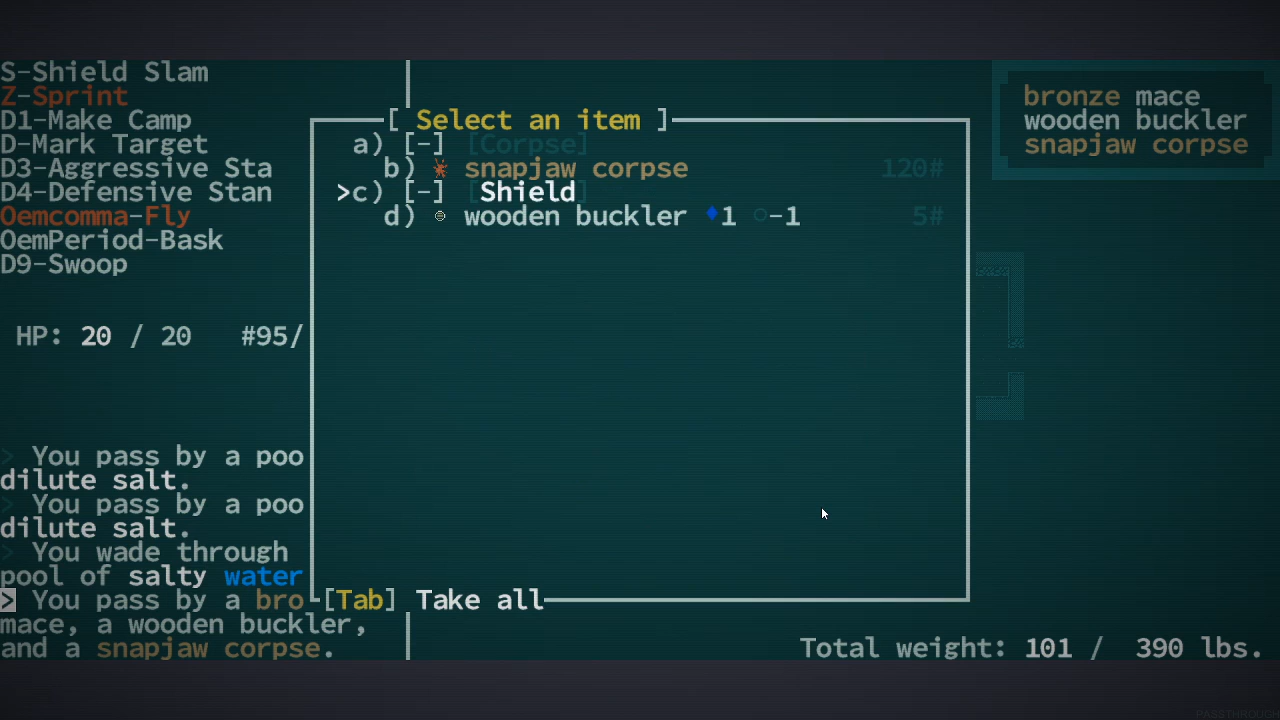 S-Shield Slam
Z-Sprint
D1-Make Camp
D-Mark Target
D3-Aggressive Sta
D4-Defensive Stan
Oemcomma-Fly
OemPeriod-Bask
D9-Swoop
HP: 20 / 20 #95/
> You pass by a poo
dilute salt.
> You pass by a poo
dilute salt.
> You wade through
pool of salty water
> You pass by a bro
mace, a wooden buckler,
and a snapjaw corpse.
[ Select an item ]
a) [-] [Corpse]
b) snapjaw corpse 120#
>c) [-] [Shield]
d) wooden buckler ♦1 ○-1 5#
[Tab] Take all
bronze mace
wooden buckler
snapjaw corpse
Total weight: 101 / 390 lbs.